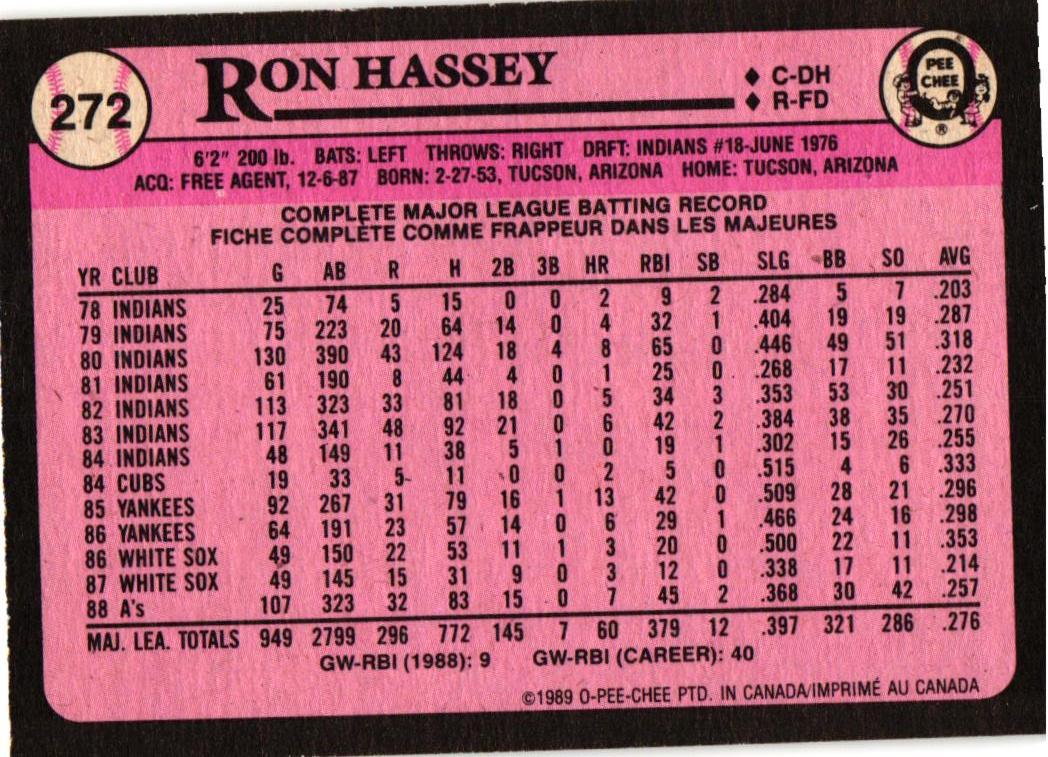 272
RON HASSEY
♦ C-DH
♦ R-FD
PEE
CHEE
®
6'2" 200 lb. BATS: LEFT THROWS: RIGHT DRFT: INDIANS #18-JUNE 1976
ACQ: FREE AGENT, 12-6-87 BORN: 2-27-53, TUCSON, ARIZONA HOME: TUCSON, ARIZONA
COMPLETE MAJOR LEAGUE BATTING RECORD
FICHE COMPLÈTE COMME FRAPPEUR DANS LES MAJEURES
YR CLUB G AB R H 2B 3B HR RBI SB SLG BB SO AVG
78 INDIANS 25 74 5 15 0 0 2 9 2 .284 5 7 .203
79 INDIANS 75 223 20 64 14 0 4 32 1 .404 19 19 .287
80 INDIANS 130 390 43 124 18 4 8 65 0 .446 49 51 .318
81 INDIANS 61 190 8 44 4 0 1 25 0 .268 17 11 .232
82 INDIANS 113 323 33 81 18 0 5 34 3 .353 53 30 .251
83 INDIANS 117 341 48 92 21 0 6 42 2 .384 38 35 .270
84 INDIANS 48 149 11 38 5 1 0 19 1 .302 15 26 .255
84 CUBS 19 33 5 11 0 0 2 5 0 .515 4 6 .333
85 YANKEES 92 267 31 79 16 1 13 42 0 .509 28 21 .296
86 YANKEES 64 191 23 57 14 0 6 29 1 .466 24 16 .298
86 WHITE SOX 49 150 22 53 11 1 3 20 0 .500 22 11 .353
87 WHITE SOX 49 145 15 31 9 0 3 12 0 .338 17 11 .214
88 A's 107 323 32 83 15 0 7 45 2 .368 30 42 .257
MAJ. LEA. TOTALS 949 2799 296 772 145 7 60 379 12 .397 321 286 .276
GW-RBI (1988): 9 GW-RBI (CAREER): 40
©1989 O-PEE-CHEE PTD. IN CANADA/IMPRIMÉ AU CANADA